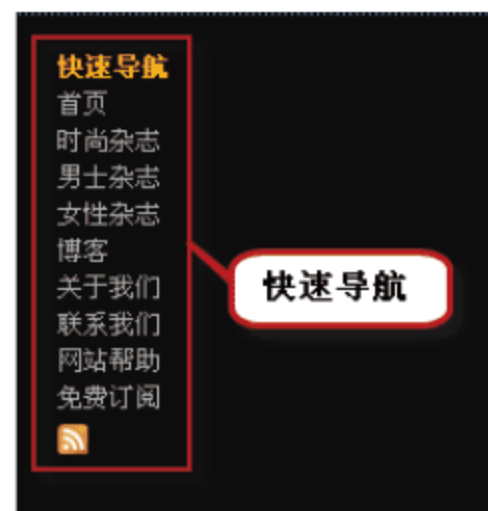 快速导航
首页
时尚杂志
男士杂志
女性杂志
博客
关于我们
联系我们
网站帮助
免费订阅
快速导航